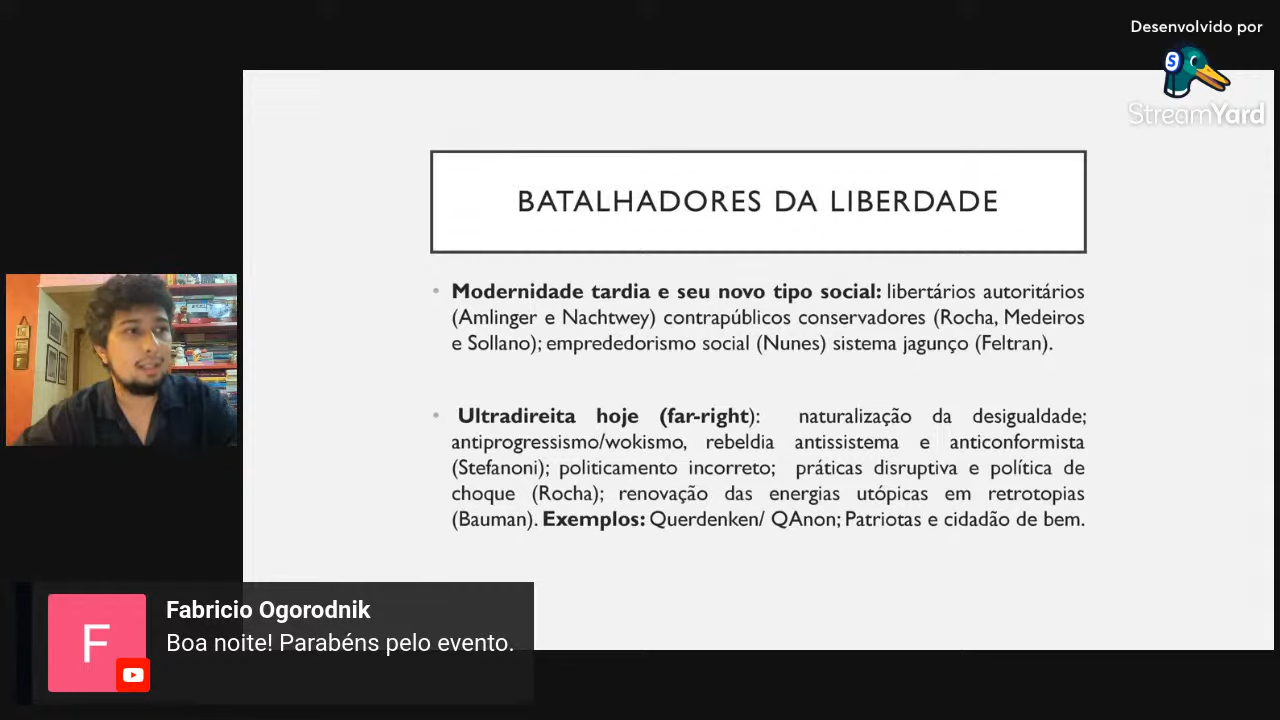 Desenvolvido por
StreamYard
BATALHADORES DA LIBERDADE
• Modernidade tardia e seu novo tipo social: libertários autoritários
(Amlinger e Nachtwey) contrapúblicos conservadores (Rocha, Medeiros
e Sollano); emprededorismo social (Nunes) sistema jagunço (Feltran).
• Ultradireita hoje (far-right): naturalização da desigualdade;
antiprogressismo/wokismo, rebeldia antissistema e anticonformista
(Stefanoni); politicamento incorreto; práticas disruptiva e política de
choque (Rocha); renovação das energias utópicas em retrotopias
(Bauman). Exemplos: Querdenken/ QAnon; Patriotas e cidadão de bem.
F
Fabricio Ogorodnik
Boa noite! Parabéns pelo evento.